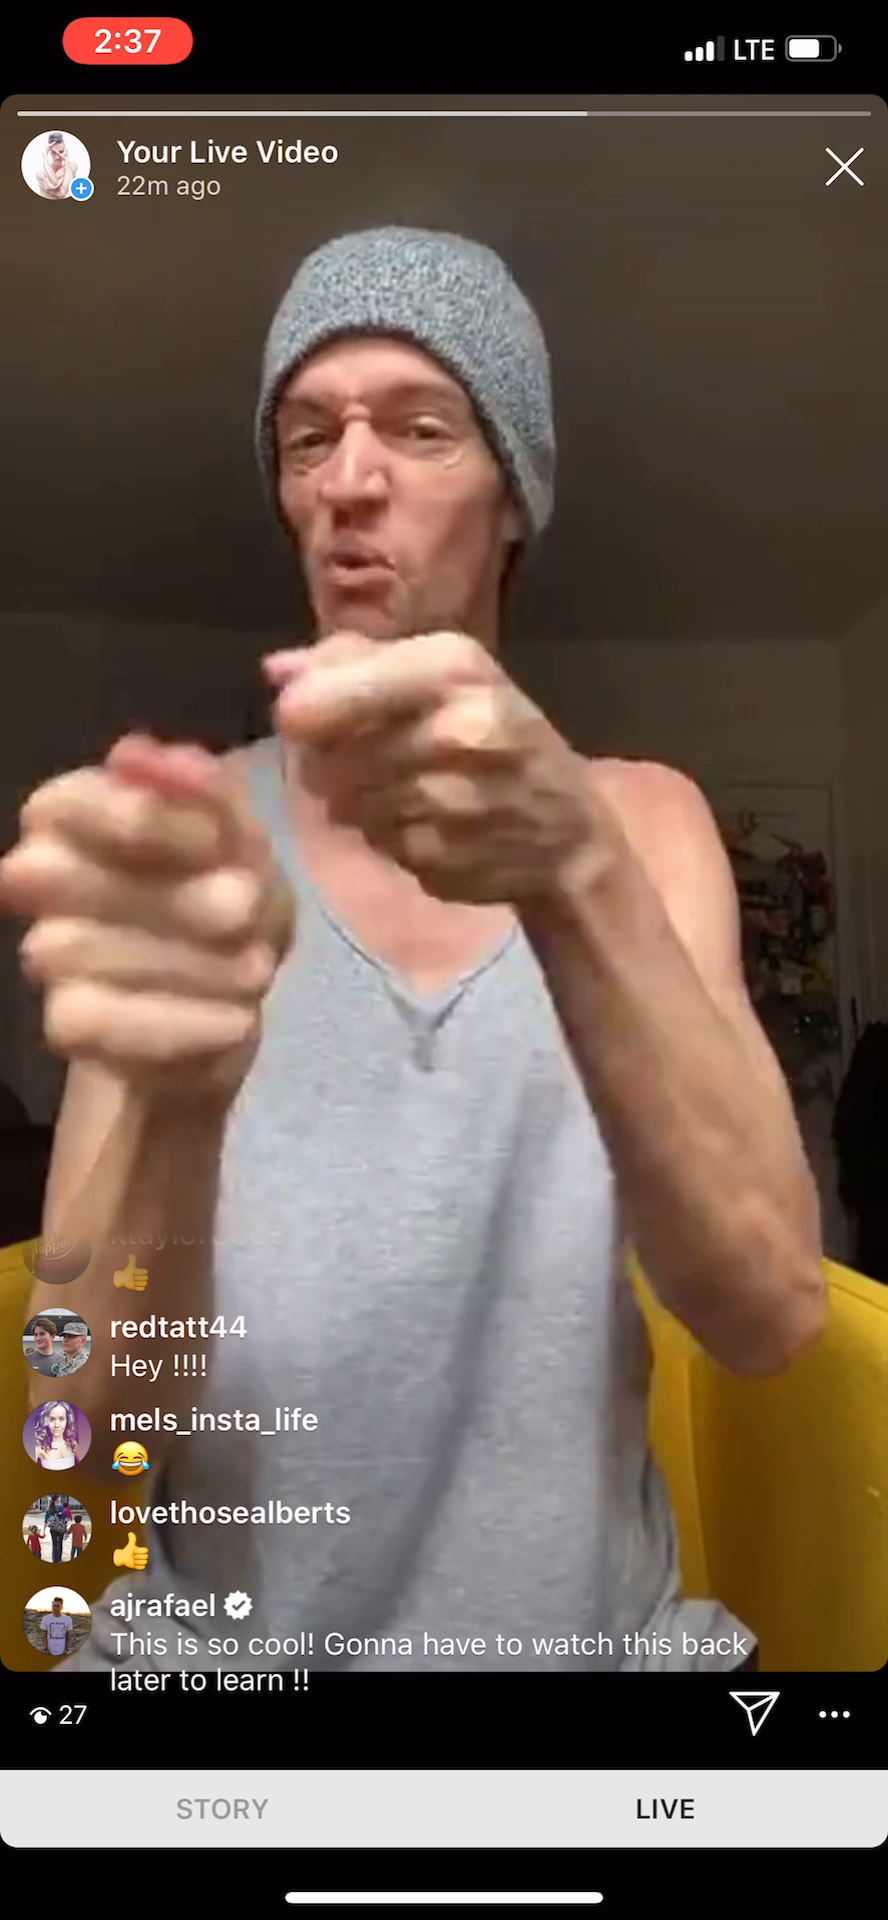 2:37
LTE
Your Live Video
22m ago
👍
redtatt44
Hey !!!!
mels_insta_life
😂
lovethosealberts
👍
ajrafael
This is so cool! Gonna have to watch this back
later to learn !!
27
STORY
LIVE